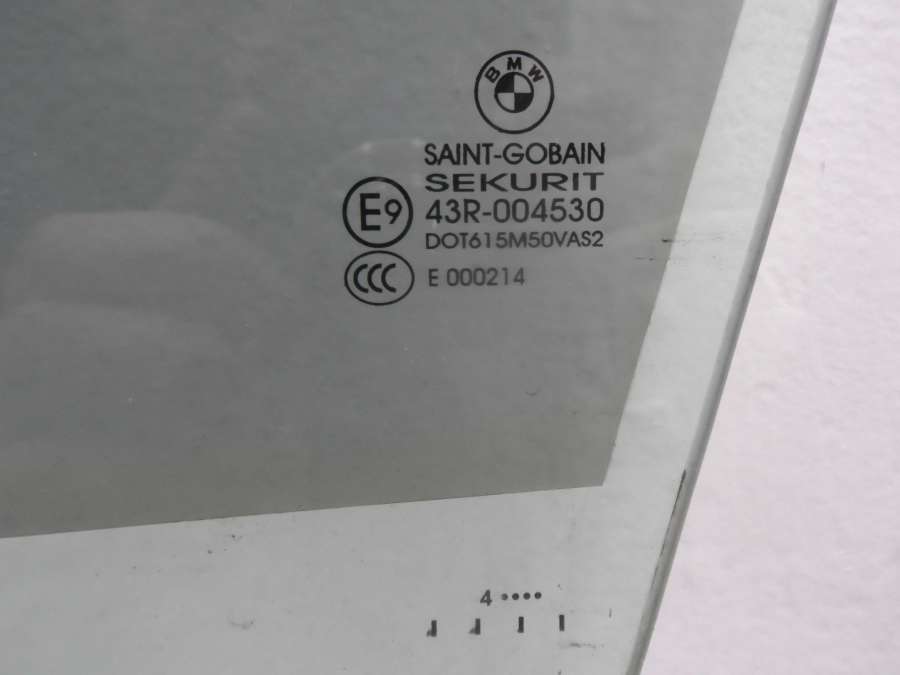 BMW
SAINT-GOBAIN
SEKURIT
E9 43R-004530
DOT615M50VAS2
CCC E 000214
4 ••••